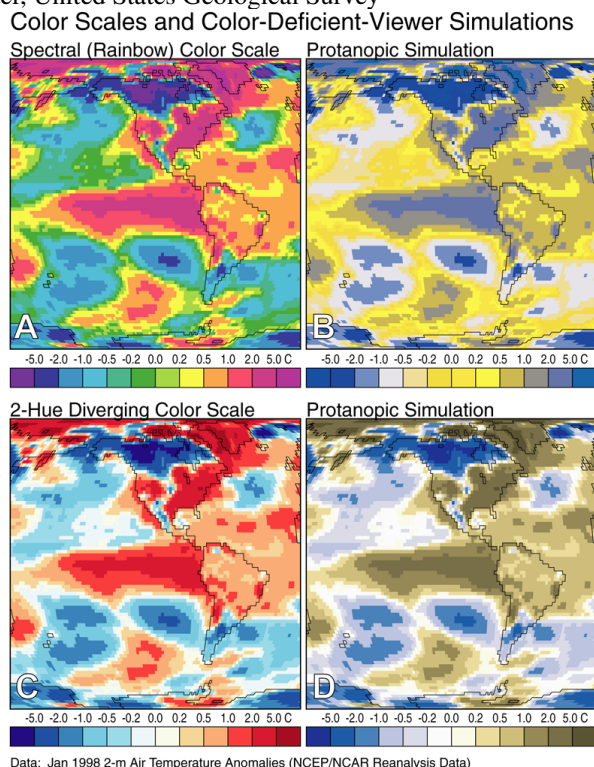 er, United States Geological Survey
Color Scales and Color-Deficient-Viewer Simulations
Spectral (Rainbow) Color Scale
Protanopic Simulation
A
B
-5.0 -2.0 -1.0 -0.5 -0.2 0.0 0.2 0.5 1.0 2.0 5.0 C
-5.0 -2.0 -1.0 -0.5 -0.2 0.0 0.2 0.5 1.0 2.0 5.0 C
2-Hue Diverging Color Scale
Protanopic Simulation
C
D
-5.0 -2.0 -1.0 -0.5 -0.2 0.0 0.2 0.5 1.0 2.0 5.0 C
-5.0 -2.0 -1.0 -0.5 -0.2 0.0 0.2 0.5 1.0 2.0 5.0 C
Data: Jan 1998 2-m Air Temperature Anomalies (NCEP/NCAR Reanalysis Data)